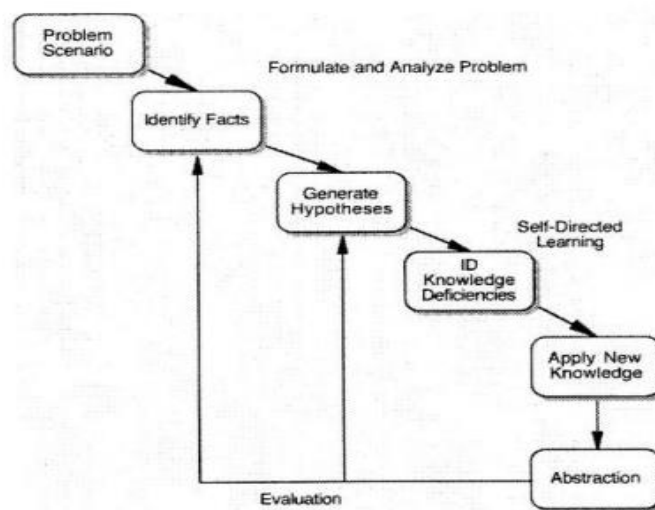 Problem
Scenario
Formulate and Analyze Problem
Identify Facts
Generate
Hypotheses
Self-Directed
Learning
ID
Knowledge
Deficiencies
Apply New
Knowledge
Abstraction
Evaluation